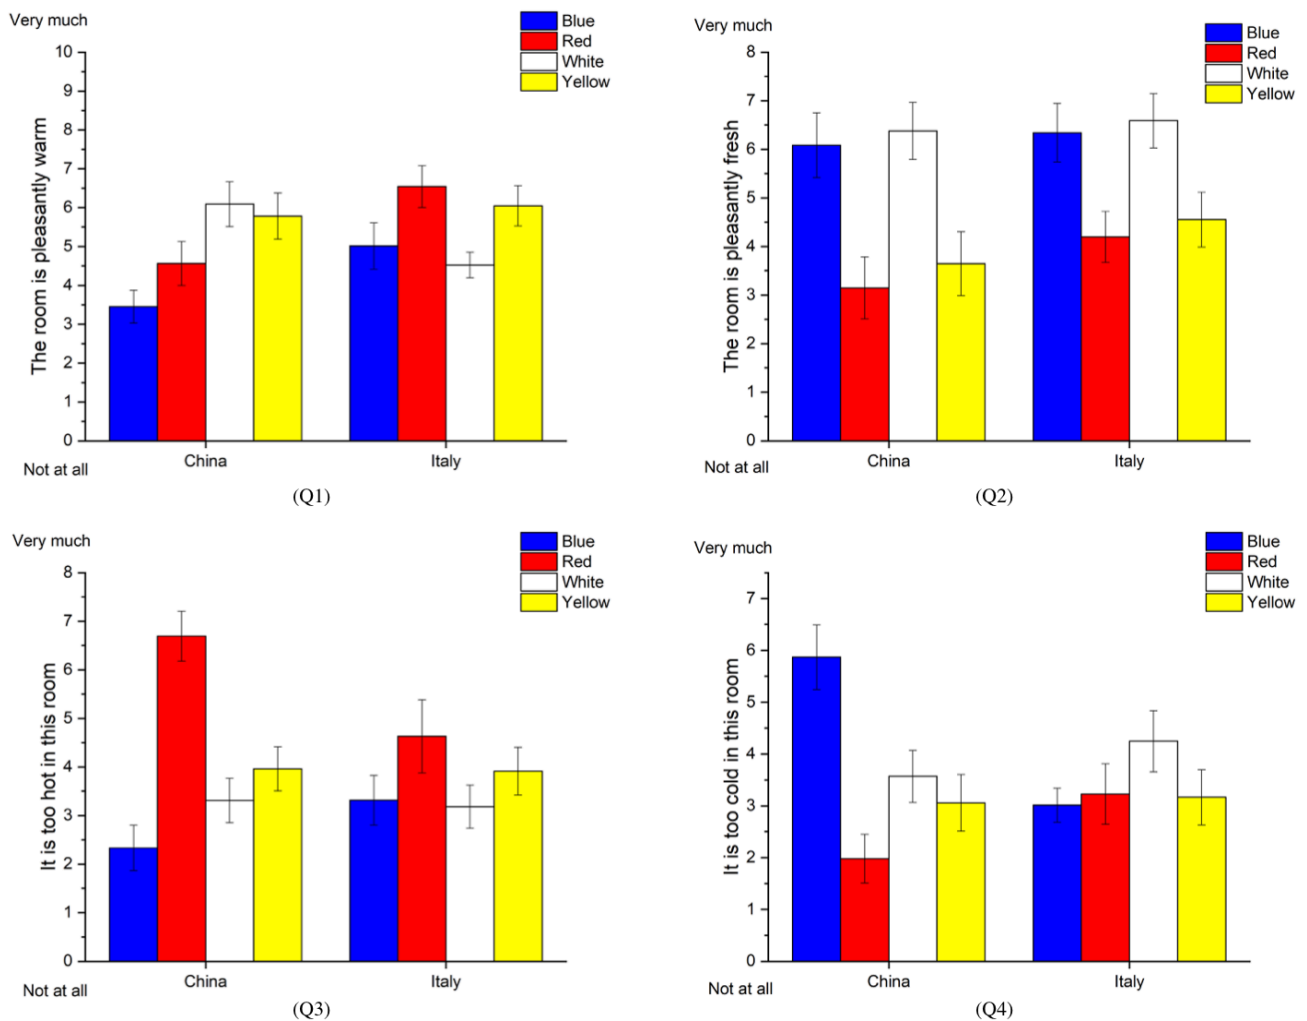 Very much
Blue
Red
White
Yellow
10
9
8
7
6
5
4
3
2
1
0
The room is pleasantly warm
China
Italy
Not at all
(Q1)
Very much
Blue
Red
White
Yellow
8
7
6
5
4
3
2
1
0
The room is pleasantly fresh
China
Italy
Not at all
(Q2)
Very much
Blue
Red
White
Yellow
8
7
6
5
4
3
2
1
0
It is too hot in this room
China
Italy
Not at all
(Q3)
Very much
Blue
Red
White
Yellow
7
6
5
4
3
2
1
0
It is too cold in this room
China
Italy
Not at all
(Q4)